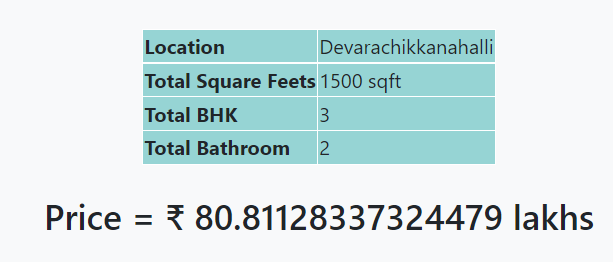 Location Devarachikkanahalli
Total Square Feets 1500 sqft
Total BHK 3
Total Bathroom 2
Price = ₹ 80.81128337324479 lakhs